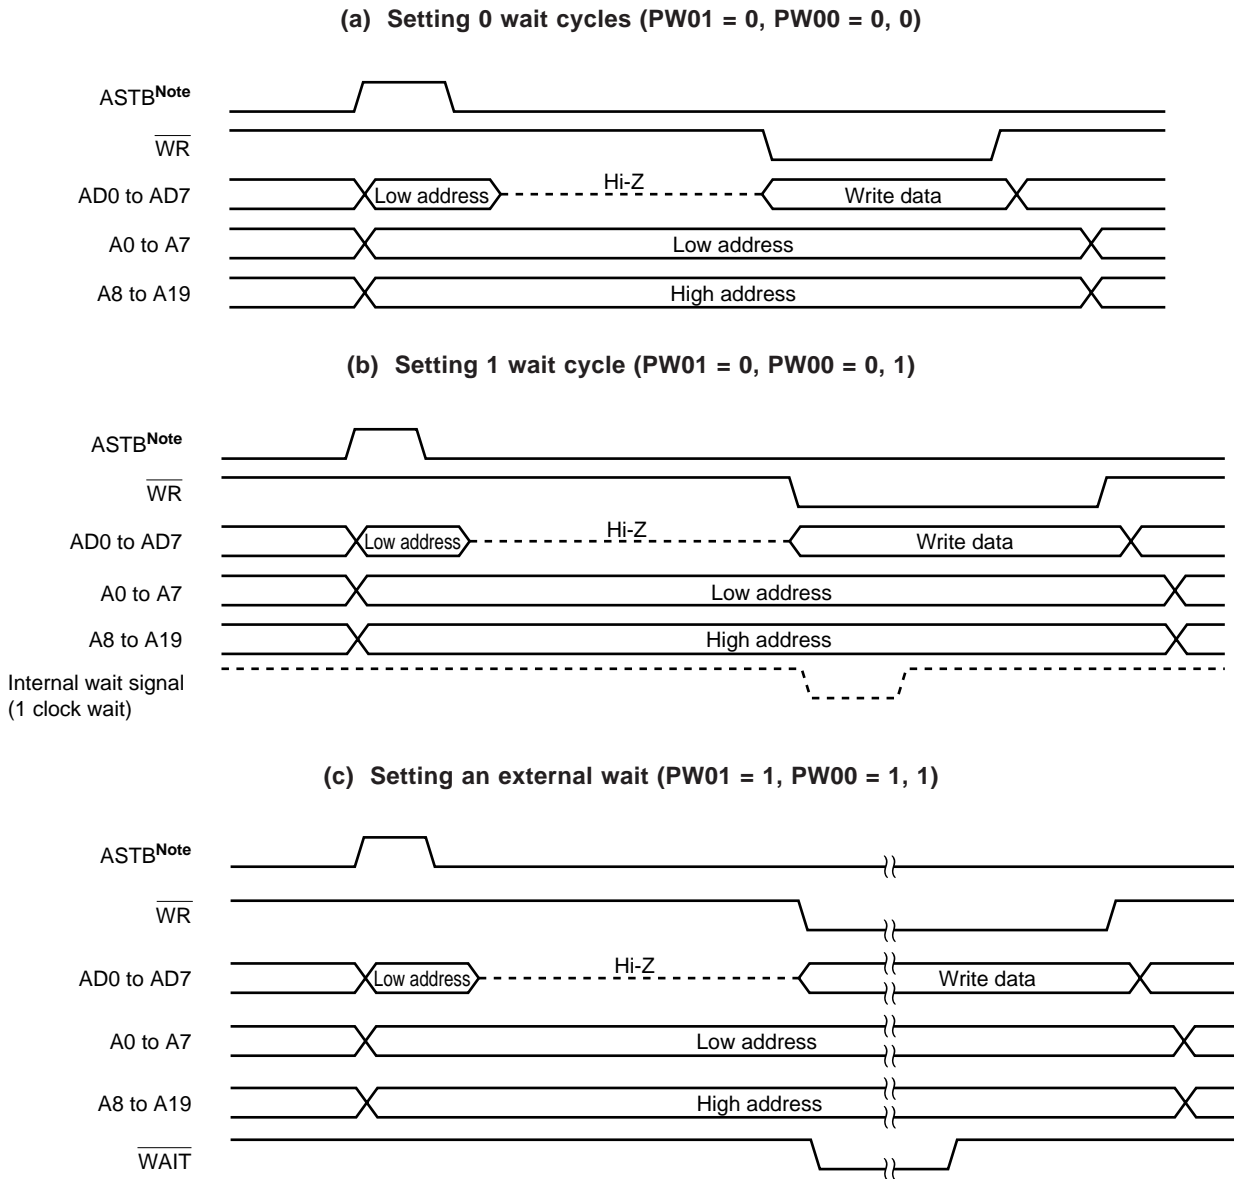 (a) Setting 0 wait cycles (PW01 = 0, PW00 = 0, 0)
ASTBNote
WR
Hi-Z
AD0 to AD7 Low address Write data
A0 to A7 Low address
A8 to A19 High address
(b) Setting 1 wait cycle (PW01 = 0, PW00 = 0, 1)
ASTBNote
WR
Hi-Z
AD0 to AD7 Low address Write data
A0 to A7 Low address
A8 to A19 High address
Internal wait signal
(1 clock wait)
(c) Setting an external wait (PW01 = 1, PW00 = 1, 1)
ASTBNote
WR
Hi-Z
AD0 to AD7 Low address Write data
A0 to A7 Low address
A8 to A19 High address
WAIT